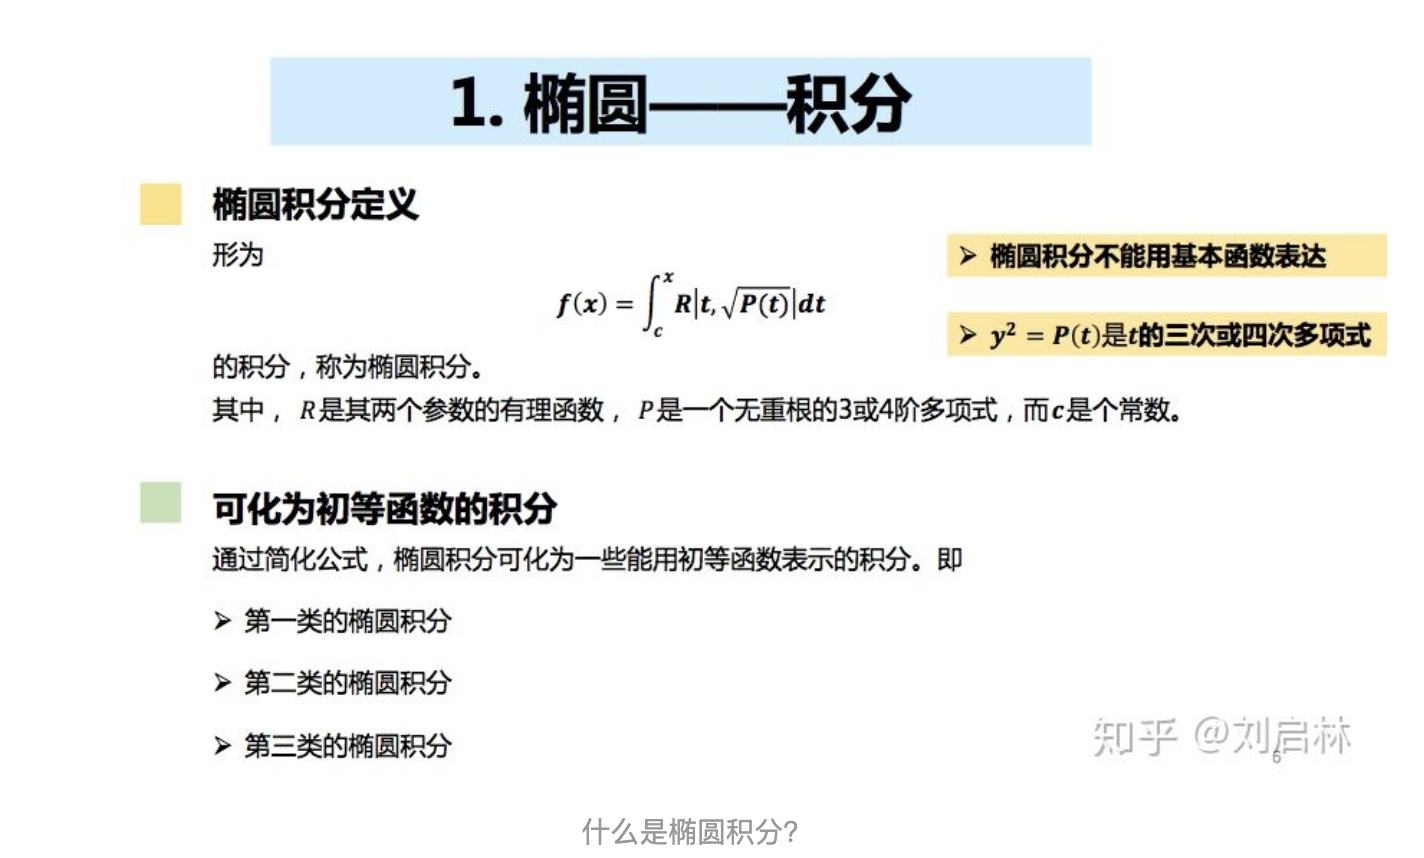 1. 椭圆——积分
椭圆积分定义
形为
➢ 椭圆积分不能用基本函数表达
f(x) = ∫_c^x R|t, √P(t)|dt
➢ y² = P(t)是t的三次或四次多项式
的积分，称为椭圆积分。
其中， R是其两个参数的有理函数， P是一个无重根的3或4阶多项式，而c是个常数。
可化为初等函数的积分
通过简化公式，椭圆积分可化为一些能用初等函数表示的积分。即
➢ 第一类的椭圆积分
➢ 第二类的椭圆积分
➢ 第三类的椭圆积分
知乎 @刘启林
6
什么是椭圆积分？